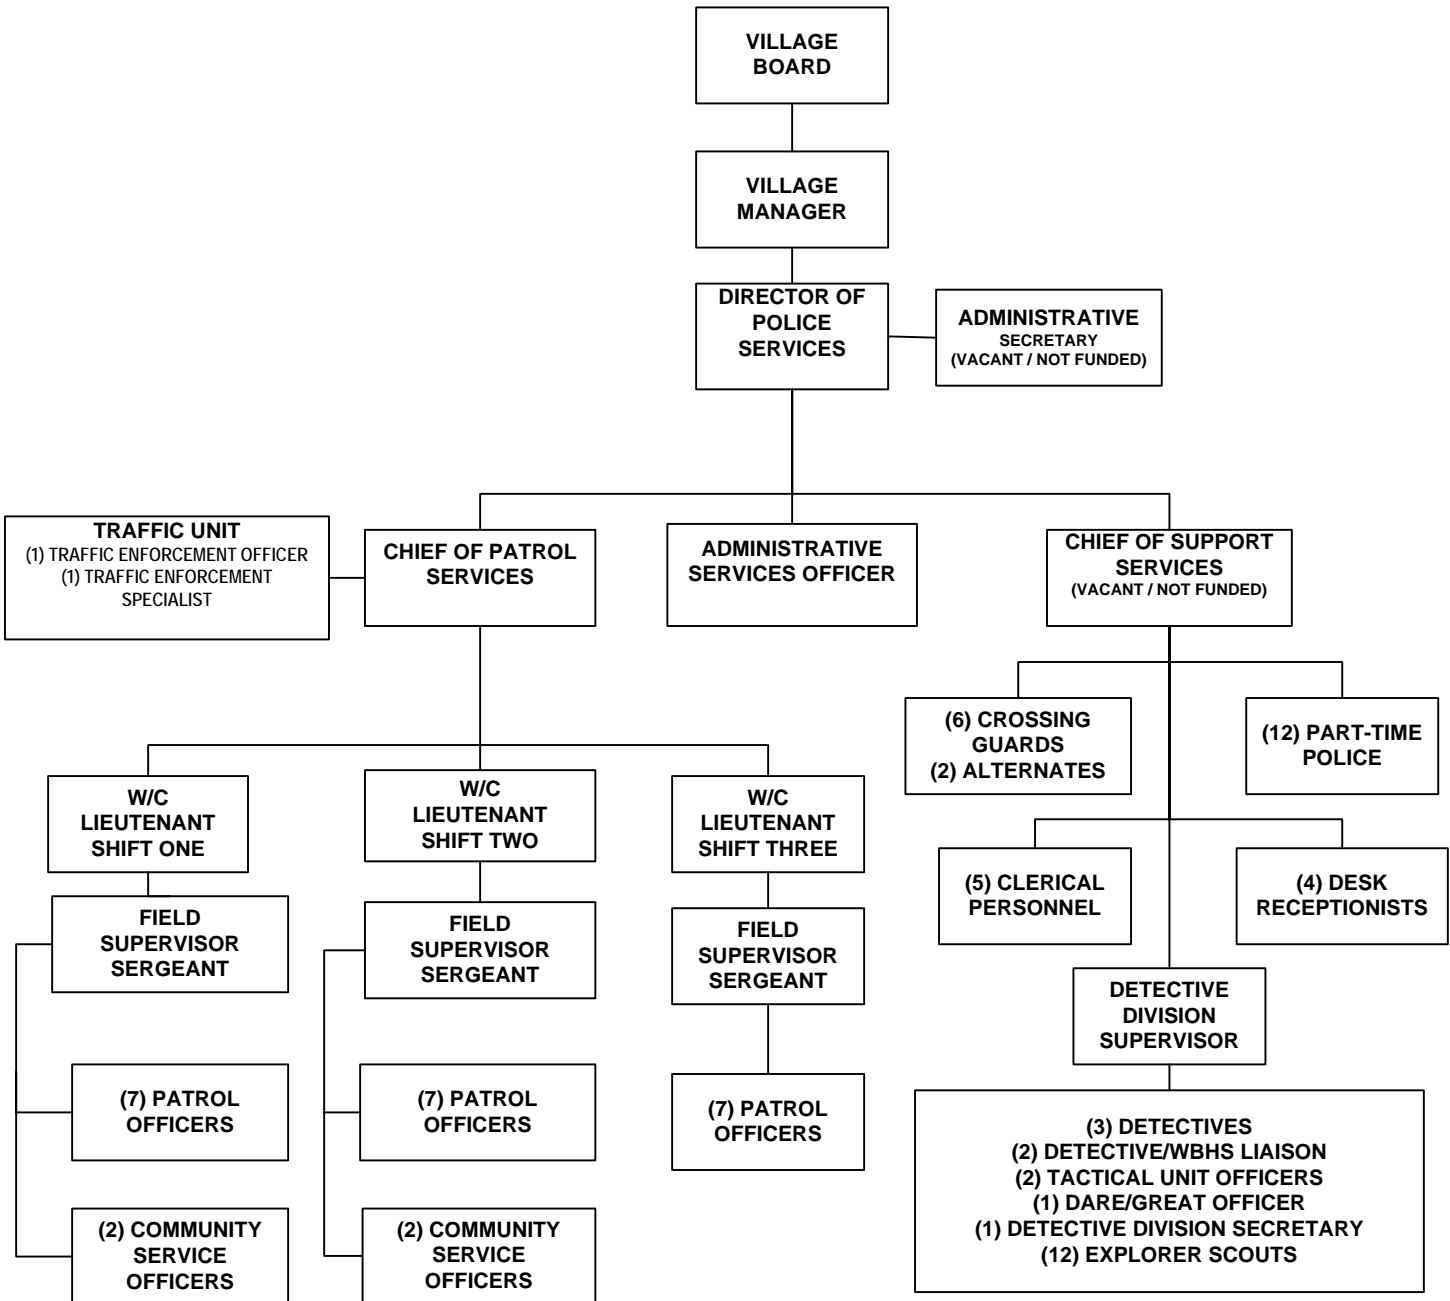 VILLAGE
BOARD
VILLAGE
MANAGER
DIRECTOR OF
POLICE
SERVICES
ADMINISTRATIVE
SECRETARY
(VACANT / NOT FUNDED)
TRAFFIC UNIT
(1) TRAFFIC ENFORCEMENT OFFICER
(1) TRAFFIC ENFORCEMENT
SPECIALIST
CHIEF OF PATROL
SERVICES
ADMINISTRATIVE
SERVICES OFFICER
CHIEF OF SUPPORT
SERVICES
(VACANT / NOT FUNDED)
(6) CROSSING
GUARDS
(2) ALTERNATES
(12) PART-TIME
POLICE
W/C
LIEUTENANT
SHIFT ONE
W/C
LIEUTENANT
SHIFT TWO
W/C
LIEUTENANT
SHIFT THREE
(5) CLERICAL
PERSONNEL
(4) DESK
RECEPTIONISTS
FIELD
SUPERVISOR
SERGEANT
FIELD
SUPERVISOR
SERGEANT
FIELD
SUPERVISOR
SERGEANT
DETECTIVE
DIVISION
SUPERVISOR
(7) PATROL
OFFICERS
(7) PATROL
OFFICERS
(7) PATROL
OFFICERS
(3) DETECTIVES
(2) DETECTIVE/WBHS LIAISON
(2) TACTICAL UNIT OFFICERS
(1) DARE/GREAT OFFICER
(1) DETECTIVE DIVISION SECRETARY
(12) EXPLORER SCOUTS
(2) COMMUNITY
SERVICE
OFFICERS
(2) COMMUNITY
SERVICE
OFFICERS